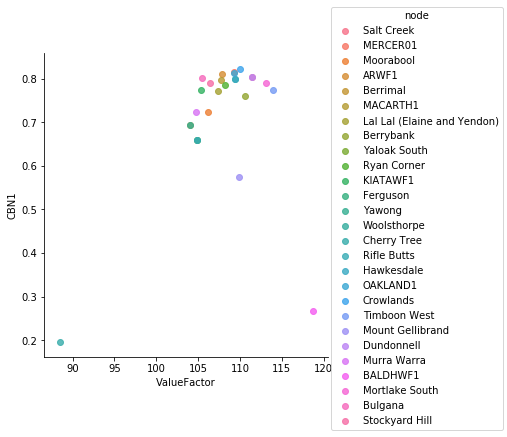 node
Salt Creek
MERCER01
Moorabool
ARWF1
Berrimal
MACARTH1
Lal Lal (Elaine and Yendon)
Berrybank
Yaloak South
Ryan Corner
KIATAWF1
Ferguson
Yawong
Woolsthorpe
Cherry Tree
Rifle Butts
Hawkesdale
OAKLAND1
Crowlands
Timboon West
Mount Gellibrand
Dundonnell
Murra Warra
BALDHWF1
Mortlake South
Bulgana
Stockyard Hill
CBN1
0.8
0.7
0.6
0.5
0.4
0.3
0.2
90 95 100 105 110 115 120
ValueFactor